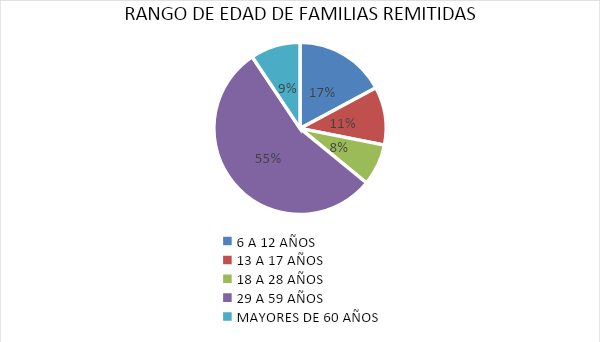 RANGO DE EDAD DE FAMILIAS REMITIDAS
9%
17%
11%
8%
55%
6 A 12 AÑOS
13 A 17 AÑOS
18 A 28 AÑOS
29 A 59 AÑOS
MAYORES DE 60 AÑOS